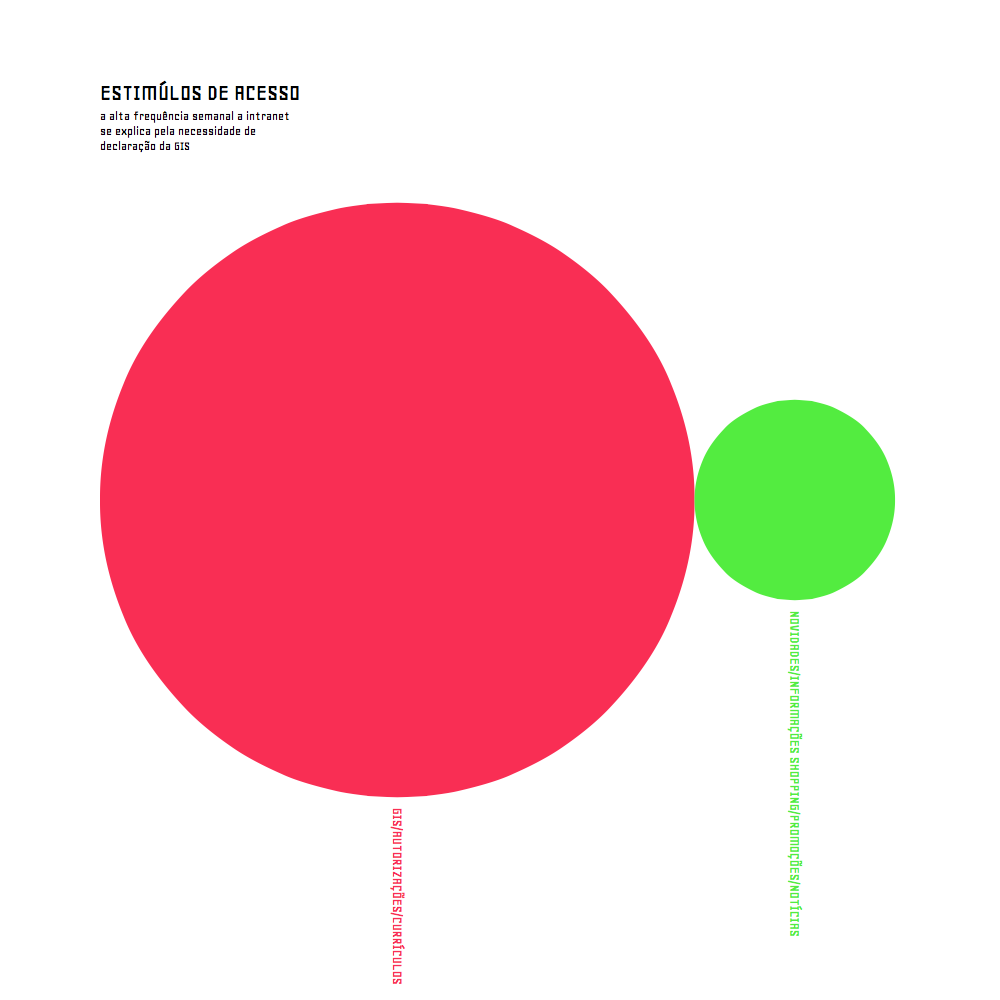 ESTIMÚLOS DE ACESSO
a alta frequência semanal a intranet
se explica pela necessidade de
declaração da GIS
GIS/AUTORIZAÇÕES/CURRÍCULOS
NOVIDADES/INFORMAÇÕES SHOPPING/PROMOÇÕES/NOTÍCIAS